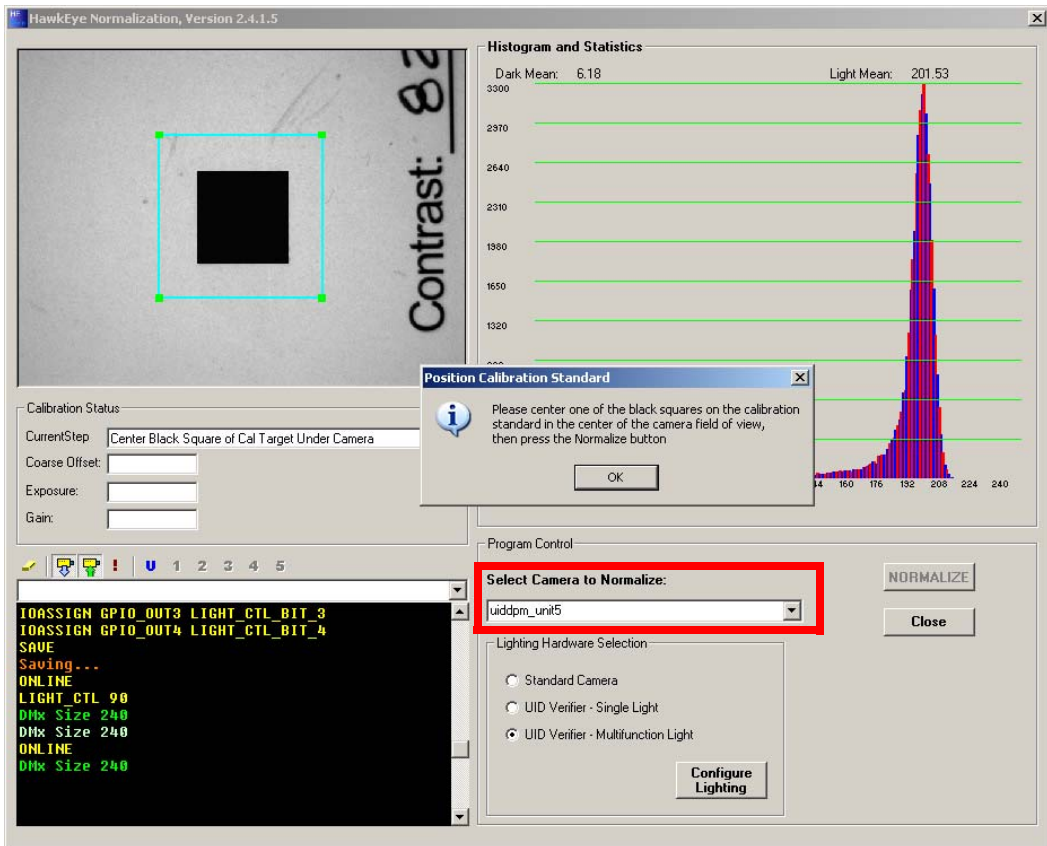 HawkEye Normalization, Version 2.4.1.5
Contrast: 82
Histogram and Statistics
Dark Mean: 6.18 Light Mean: 201.53
3300
2970
2640
2310
1980
1650
1320
160 176 192 208 224 240
Position Calibration Standard
Please center one of the black squares on the calibration
standard in the center of the camera field of view,
then press the Normalize button
OK
Calibration Status
CurrentStep Center Black Square of Cal Target Under Camera
Coarse Offset:
Exposure:
Gain:
U 1 2 3 4 5
IOASSIGN GPIO_OUT3 LIGHT_CTL_BIT_3
IOASSIGN GPIO_OUT4 LIGHT_CTL_BIT_4
SAVE
Saving...
ONLINE
LIGHT_CTL 90
DMx Size 240
DMx Size 240
ONLINE
DMx Size 240
Program Control
Select Camera to Normalize:
uiddpm_unit5
NORMALIZE
Close
Lighting Hardware Selection
Standard Camera
UID Verifier - Single Light
UID Verifier - Multifunction Light
Configure
Lighting